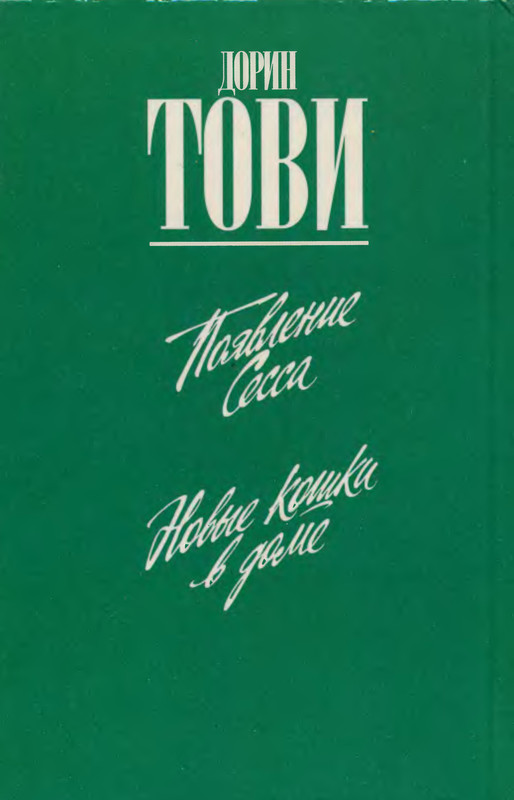 ДОРИН
ТОВИ
Появление
Сесса
Новые кошки
в доме